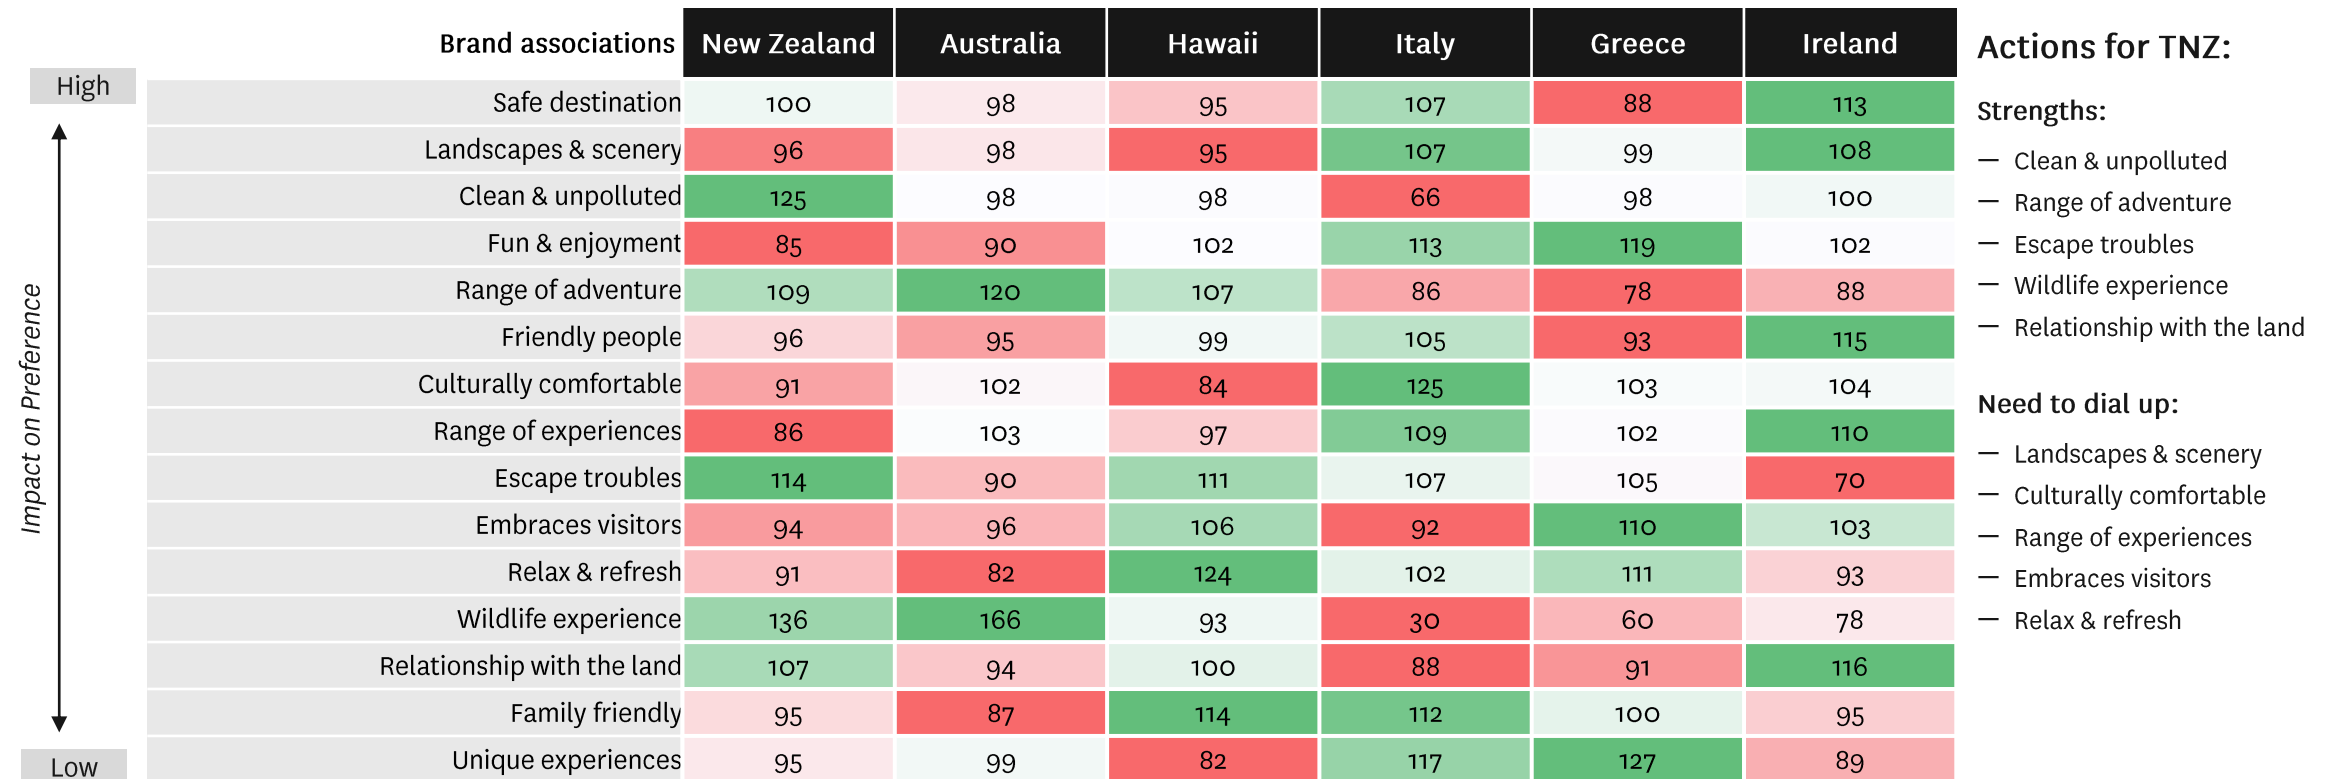 Brand associations New Zealand Australia Hawaii Italy Greece Ireland Actions for TNZ:
High
Safe destination 100 98 95 107 88 113
Strengths:
Landscapes & scenery 96 98 95 107 99 108
— Clean & unpolluted
Clean & unpolluted 125 98 98 66 98 100
— Range of adventure
Fun & enjoyment 85 90 102 113 119 102
— Escape troubles
Range of adventure 109 120 107 86 78 88
— Wildlife experience
Friendly people 96 95 99 105 93 115
— Relationship with the land
Culturally comfortable 91 102 84 125 103 104
Need to dial up:
Range of experiences 86 103 97 109 102 110
— Landscapes & scenery
Escape troubles 114 90 111 107 105 70
— Culturally comfortable
Embraces visitors 94 96 106 92 110 103
— Range of experiences
Relax & refresh 91 82 124 102 111 93
— Embraces visitors
Wildlife experience 136 166 93 30 60 78
— Relax & refresh
Relationship with the land 107 94 100 88 91 116
Family friendly 95 87 114 112 100 95
Unique experiences 95 99 82 117 127 89
Impact on Preference
Low